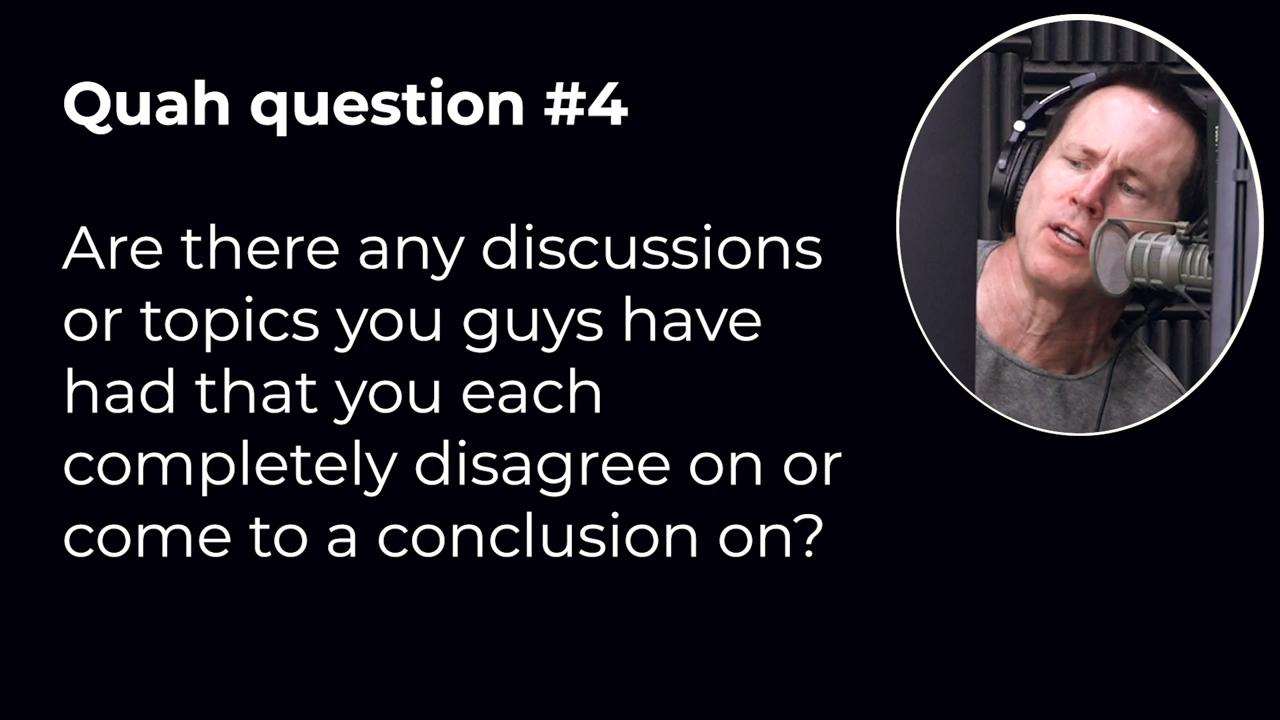 Quah question #4
Are there any discussions
or topics you guys have
had that you each
completely disagree on or
come to a conclusion on?